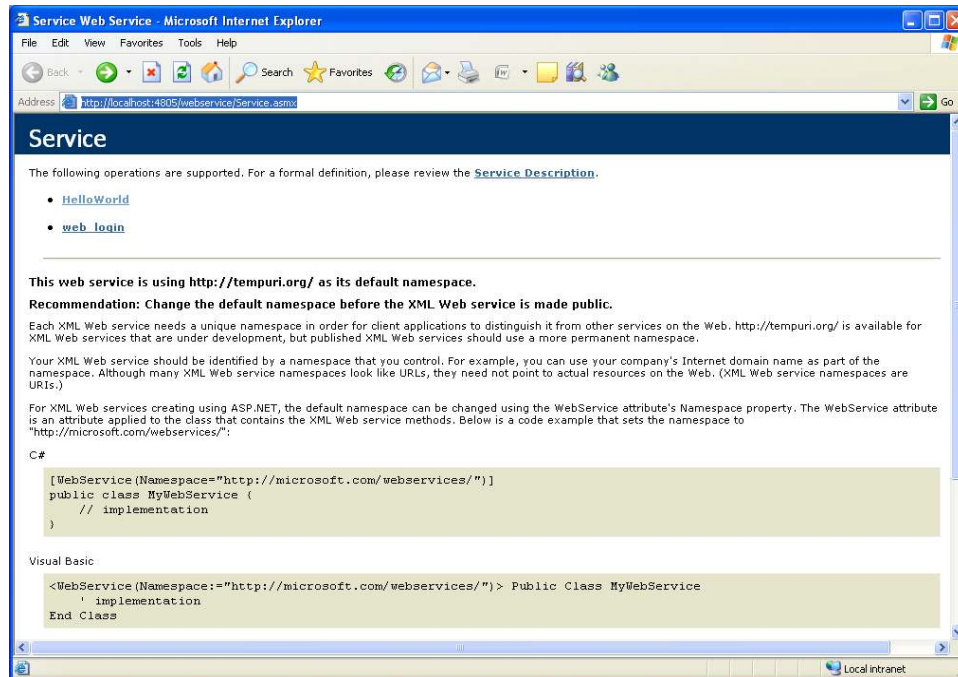 Service Web Service - Microsoft Internet Explorer
File Edit View Favorites Tools Help
Back Search Favorites
Address http://localhost:4805/webservice/Service.asmx Go
Service
The following operations are supported. For a formal definition, please review the Service Description.
HelloWorld
web_login
This web service is using http://tempuri.org/ as its default namespace.
Recommendation: Change the default namespace before the XML Web service is made public.
Each XML Web service needs a unique namespace in order for client applications to distinguish it from other services on the Web. http://tempuri.org/ is available for
XML Web services that are under development, but published XML Web services should use a more permanent namespace.
Your XML Web service should be identified by a namespace that you control. For example, you can use your company's Internet domain name as part of the
namespace. Although many XML Web service namespaces look like URLs, they need not point to actual resources on the Web. (XML Web service namespaces are
URIs.)
For XML Web services creating using ASP.NET, the default namespace can be changed using the WebService attribute's Namespace property. The WebService attribute
is an attribute applied to the class that contains the XML Web service methods. Below is a code example that sets the namespace to
"http://microsoft.com/webservices/":
C#
[WebService(Namespace="http://microsoft.com/webservices/")]
public class MyWebService {
// implementation
}
Visual Basic
<WebService(Namespace:="http://microsoft.com/webservices/")> Public Class MyWebService
' implementation
End Class
Local intranet